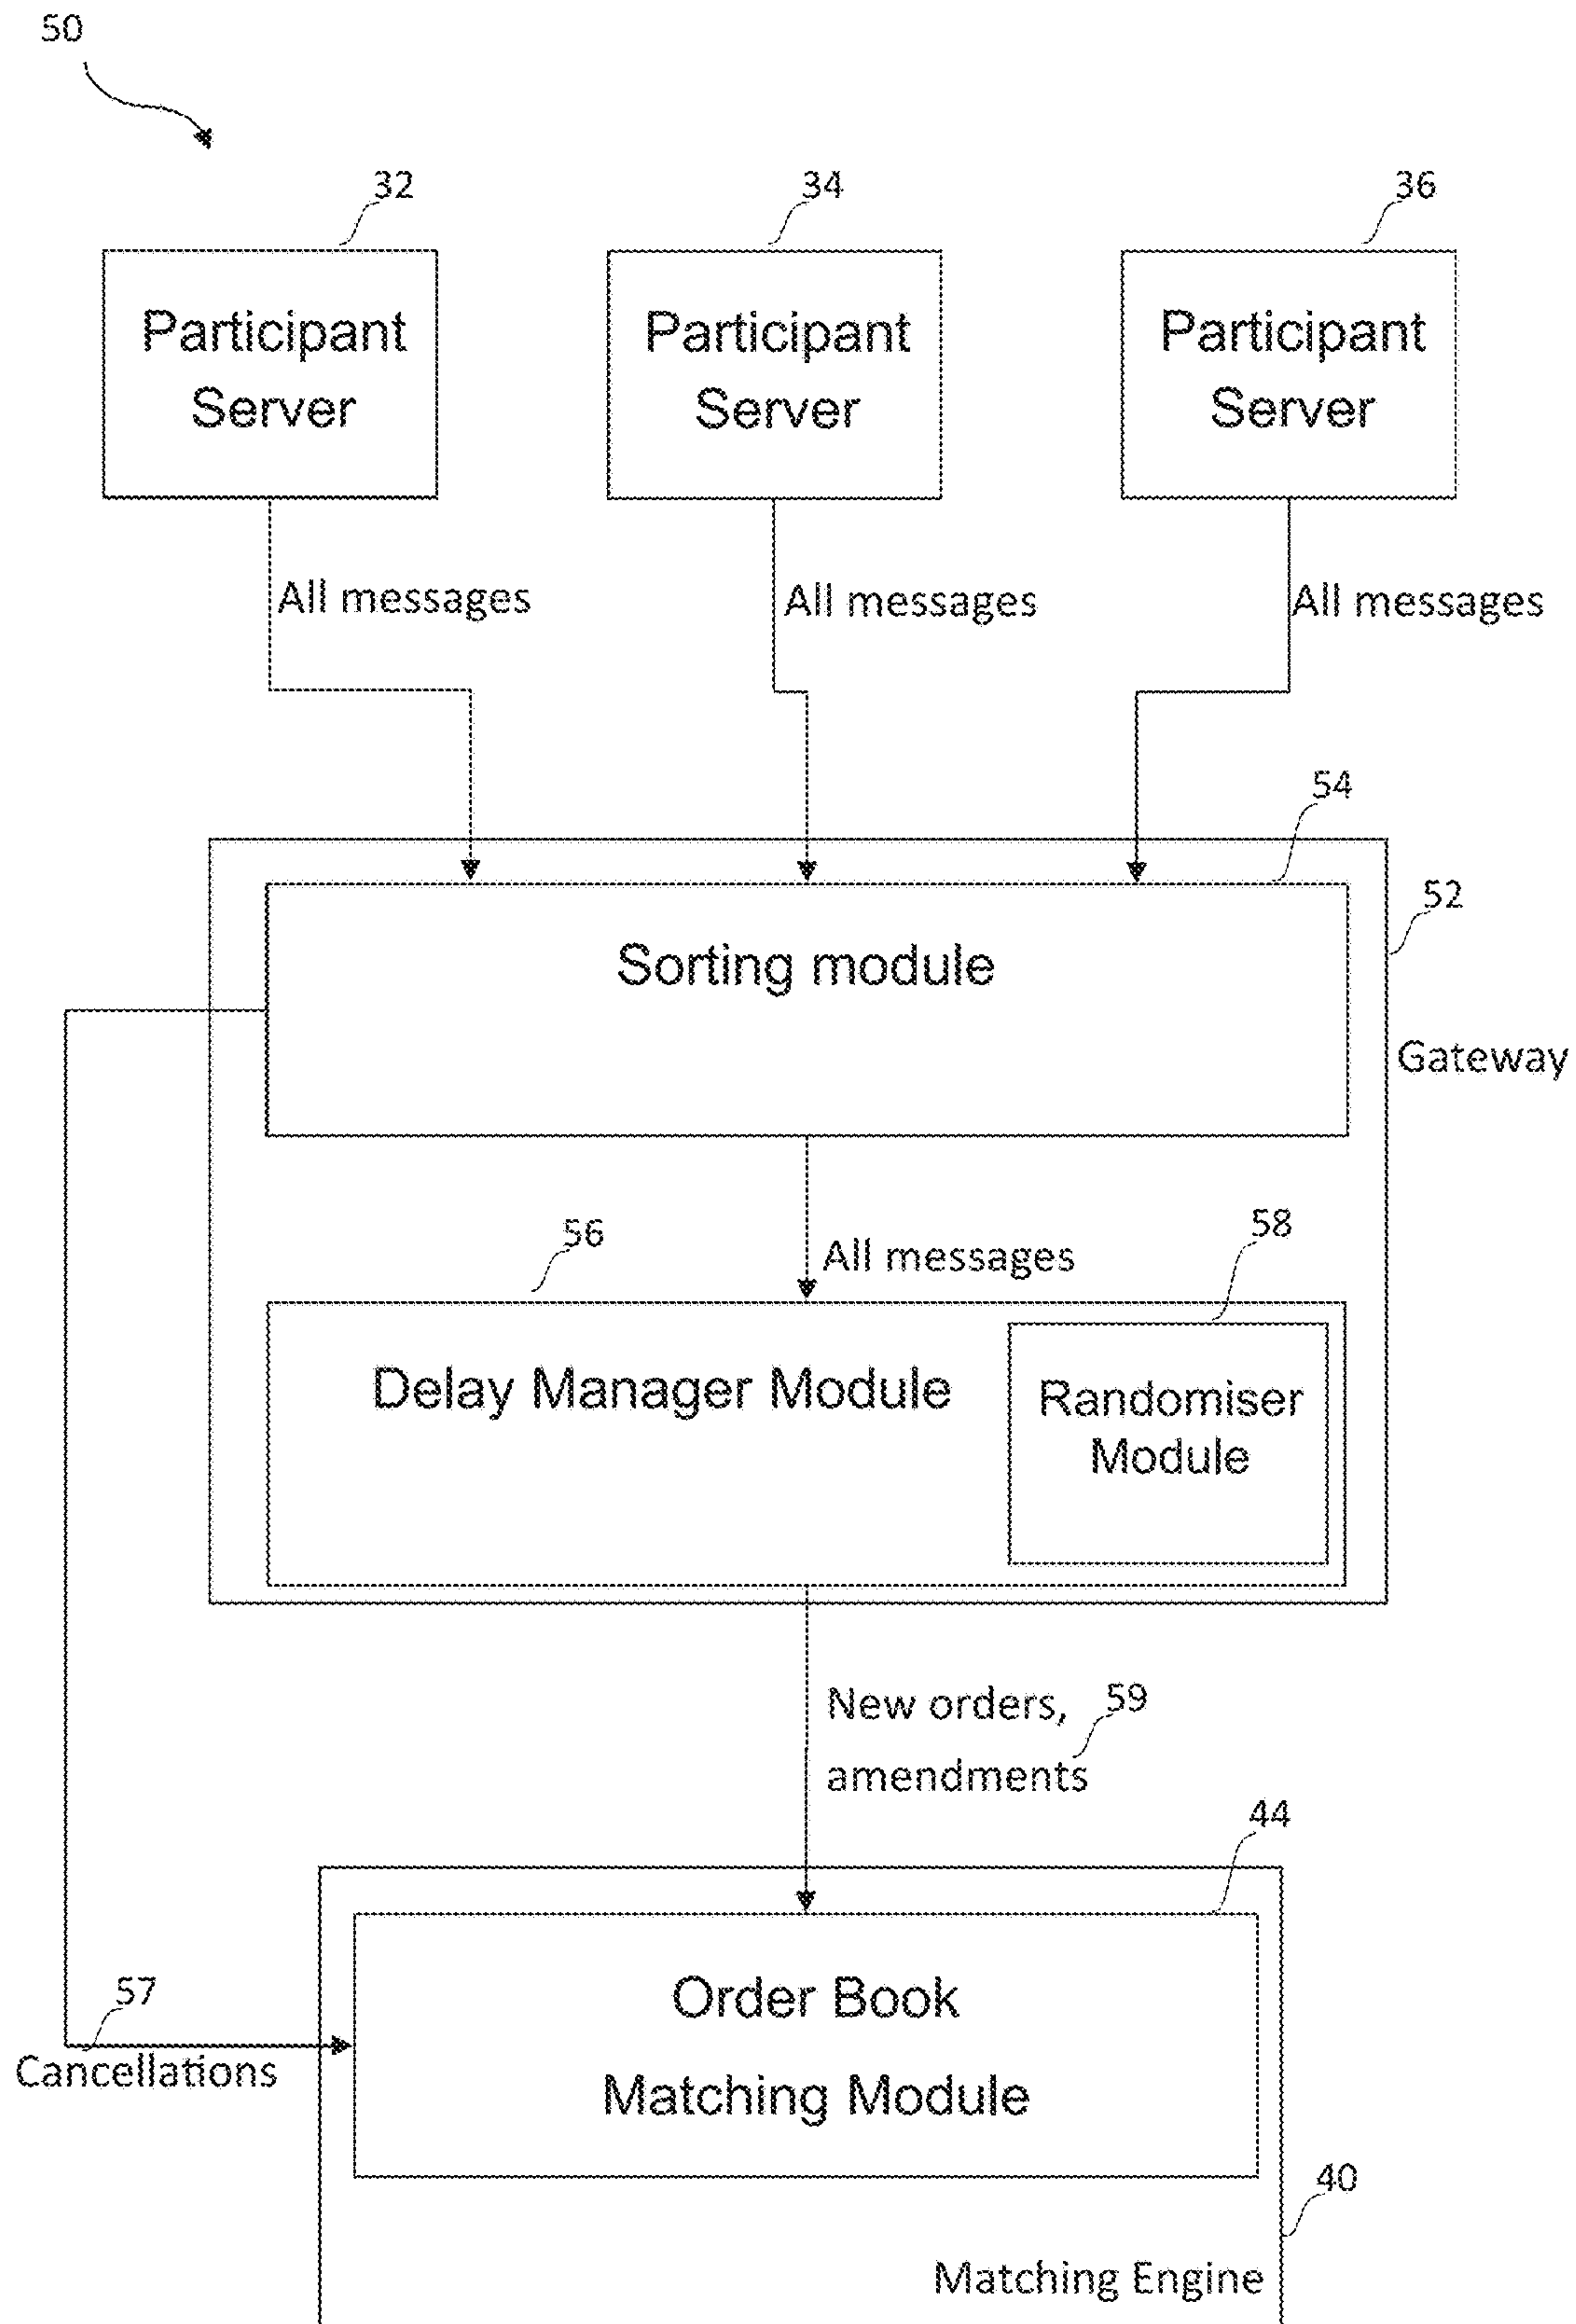 50
32
34
36
Participant
Server
Participant
Server
Participant
Server
All messages
All messages
All messages
54
52
Sorting module
Gateway
56
58
All messages
Delay Manager Module
Randomiser
Module
New orders,
59
amendments
44
57
Cancellations
Order Book
Matching Module
40
Matching Engine